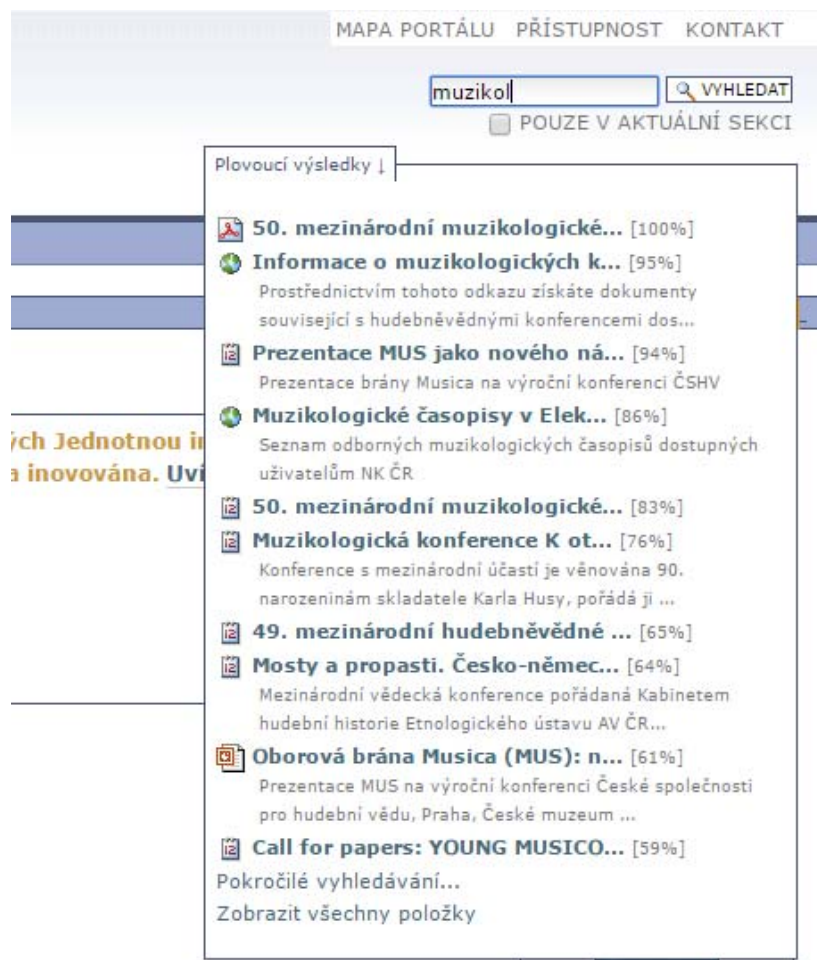 MAPA PORTÁLU PŘÍSTUPNOST KONTAKT
muzikol VYHLEDAT
POUZE V AKTUÁLNÍ SEKCI
Plovoucí výsledky ↓
50. mezinárodní muzikologické... [100%]
Informace o muzikologických k... [95%]
Prostřednictvím tohoto odkazu získáte dokumenty
související s hudebněvědnými konferencemi dos...
Prezentace MUS jako nového ná... [94%]
Prezentace brány Musica na výroční konferenci ČSHV
Muzikologické časopisy v Elek... [86%]
Seznam odborných muzikologických časopisů dostupných
uživatelům NK ČR
ých Jednotnou i
a inovována. Uvi
50. mezinárodní muzikologické... [83%]
Muzikologická konference K ot... [76%]
Konference s mezinárodní účastí je věnována 90.
narozeninám skladatele Karla Husy, pořádá ji ...
49. mezinárodní hudebněvědné ... [65%]
Mosty a propasti. Česko-němec... [64%]
Mezinárodní vědecká konference pořádaná Kabinetem
hudební historie Etnologického ústavu AV ČR...
Oborová brána Musica (MUS): n... [61%]
Prezentace MUS na výroční konferenci České společnosti
pro hudební vědu, Praha, České muzeum ...
Call for papers: YOUNG MUSICO... [59%]
Pokročilé vyhledávání...
Zobrazit všechny položky